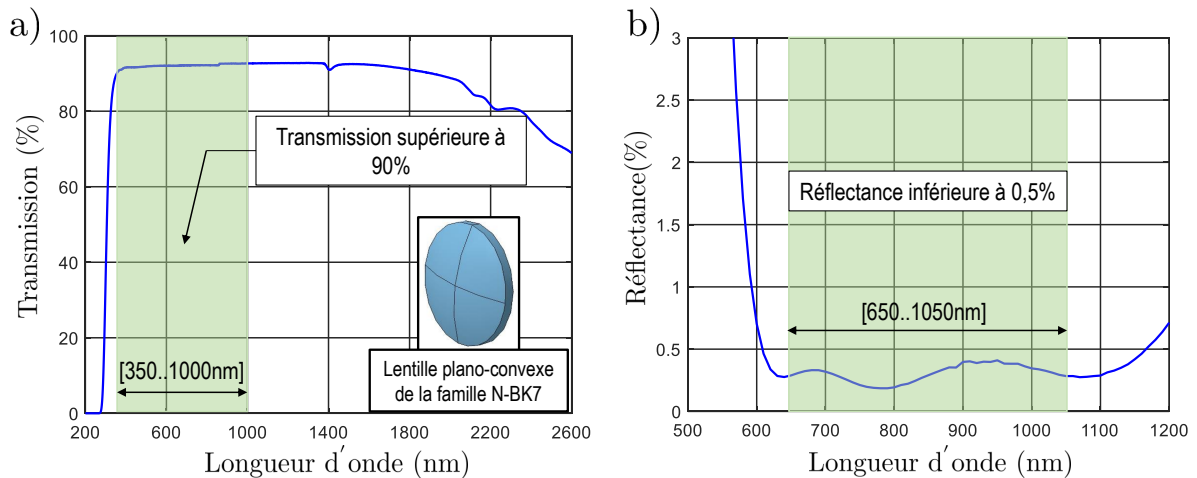 a)
100
80
60
40
20
0
Transmission (%)
Transmission supérieure à
90%
[350..1000nm]
Lentille plano-convexe
de la famille N-BK7
200 600 1000 1400 1800 2200 2600
Longueur d'onde (nm)
b)
3
2.5
2
1.5
1
0.5
0
Réflectance(%)
Réflectance inférieure à 0,5%
[650..1050nm]
500 600 700 800 900 1000 1100 1200
Longueur d'onde (nm)